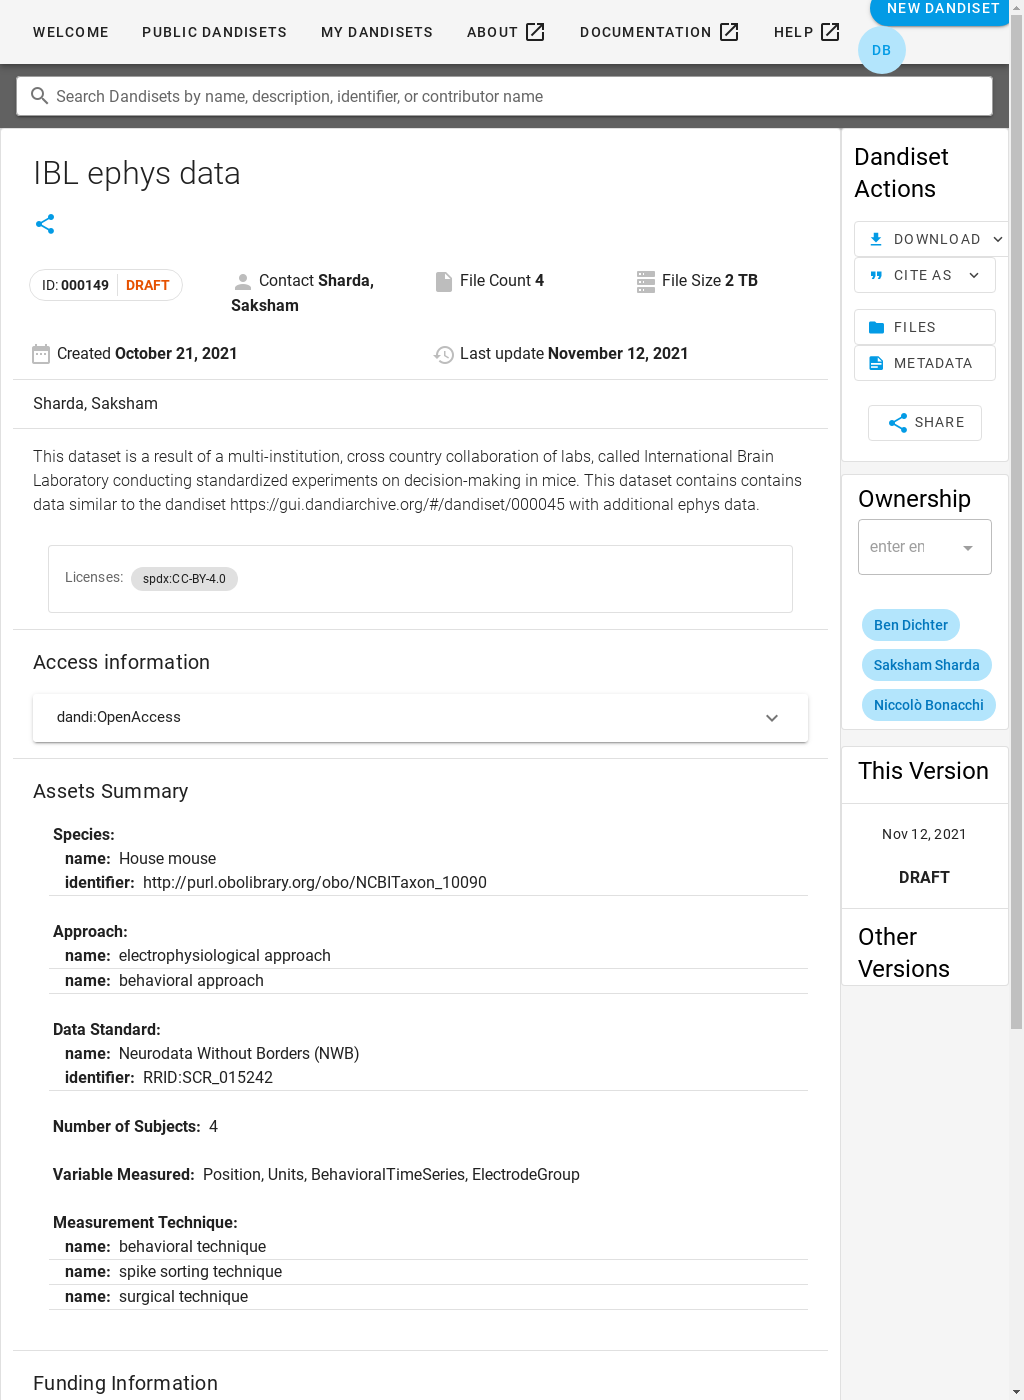 WELCOME PUBLIC DANDISETS MY DANDISETS ABOUT DOCUMENTATION HELP NEW DANDISET
DB
Search Dandisets by name, description, identifier, or contributor name
IBL ephys data
ID: 000149 DRAFT
Contact Sharda, Saksham
File Count 4
File Size 2 TB
Created October 21, 2021
Last update November 12, 2021
Sharda, Saksham
This dataset is a result of a multi-institution, cross country collaboration of labs, called International Brain
Laboratory conducting standardized experiments on decision-making in mice. This dataset contains contains
data similar to the dandiset https://gui.dandiarchive.org/#/dandiset/000045 with additional ephys data.
Licenses: spdx:CC-BY-4.0
Access information
dandi:OpenAccess
Assets Summary
Species:
name: House mouse
identifier: http://purl.obolibrary.org/obo/NCBITaxon_10090
Approach:
name: electrophysiological approach
name: behavioral approach
Data Standard:
name: Neurodata Without Borders (NWB)
identifier: RRID:SCR_015242
Number of Subjects: 4
Variable Measured: Position, Units, BehavioralTimeSeries, ElectrodeGroup
Measurement Technique:
name: behavioral technique
name: spike sorting technique
name: surgical technique
Funding Information
Dandiset
Actions
DOWNLOAD
CITE AS
FILES
METADATA
SHARE
Ownership
enter en
Ben Dichter
Saksham Sharda
Niccolò Bonacchi
This Version
Nov 12, 2021
DRAFT
Other
Versions